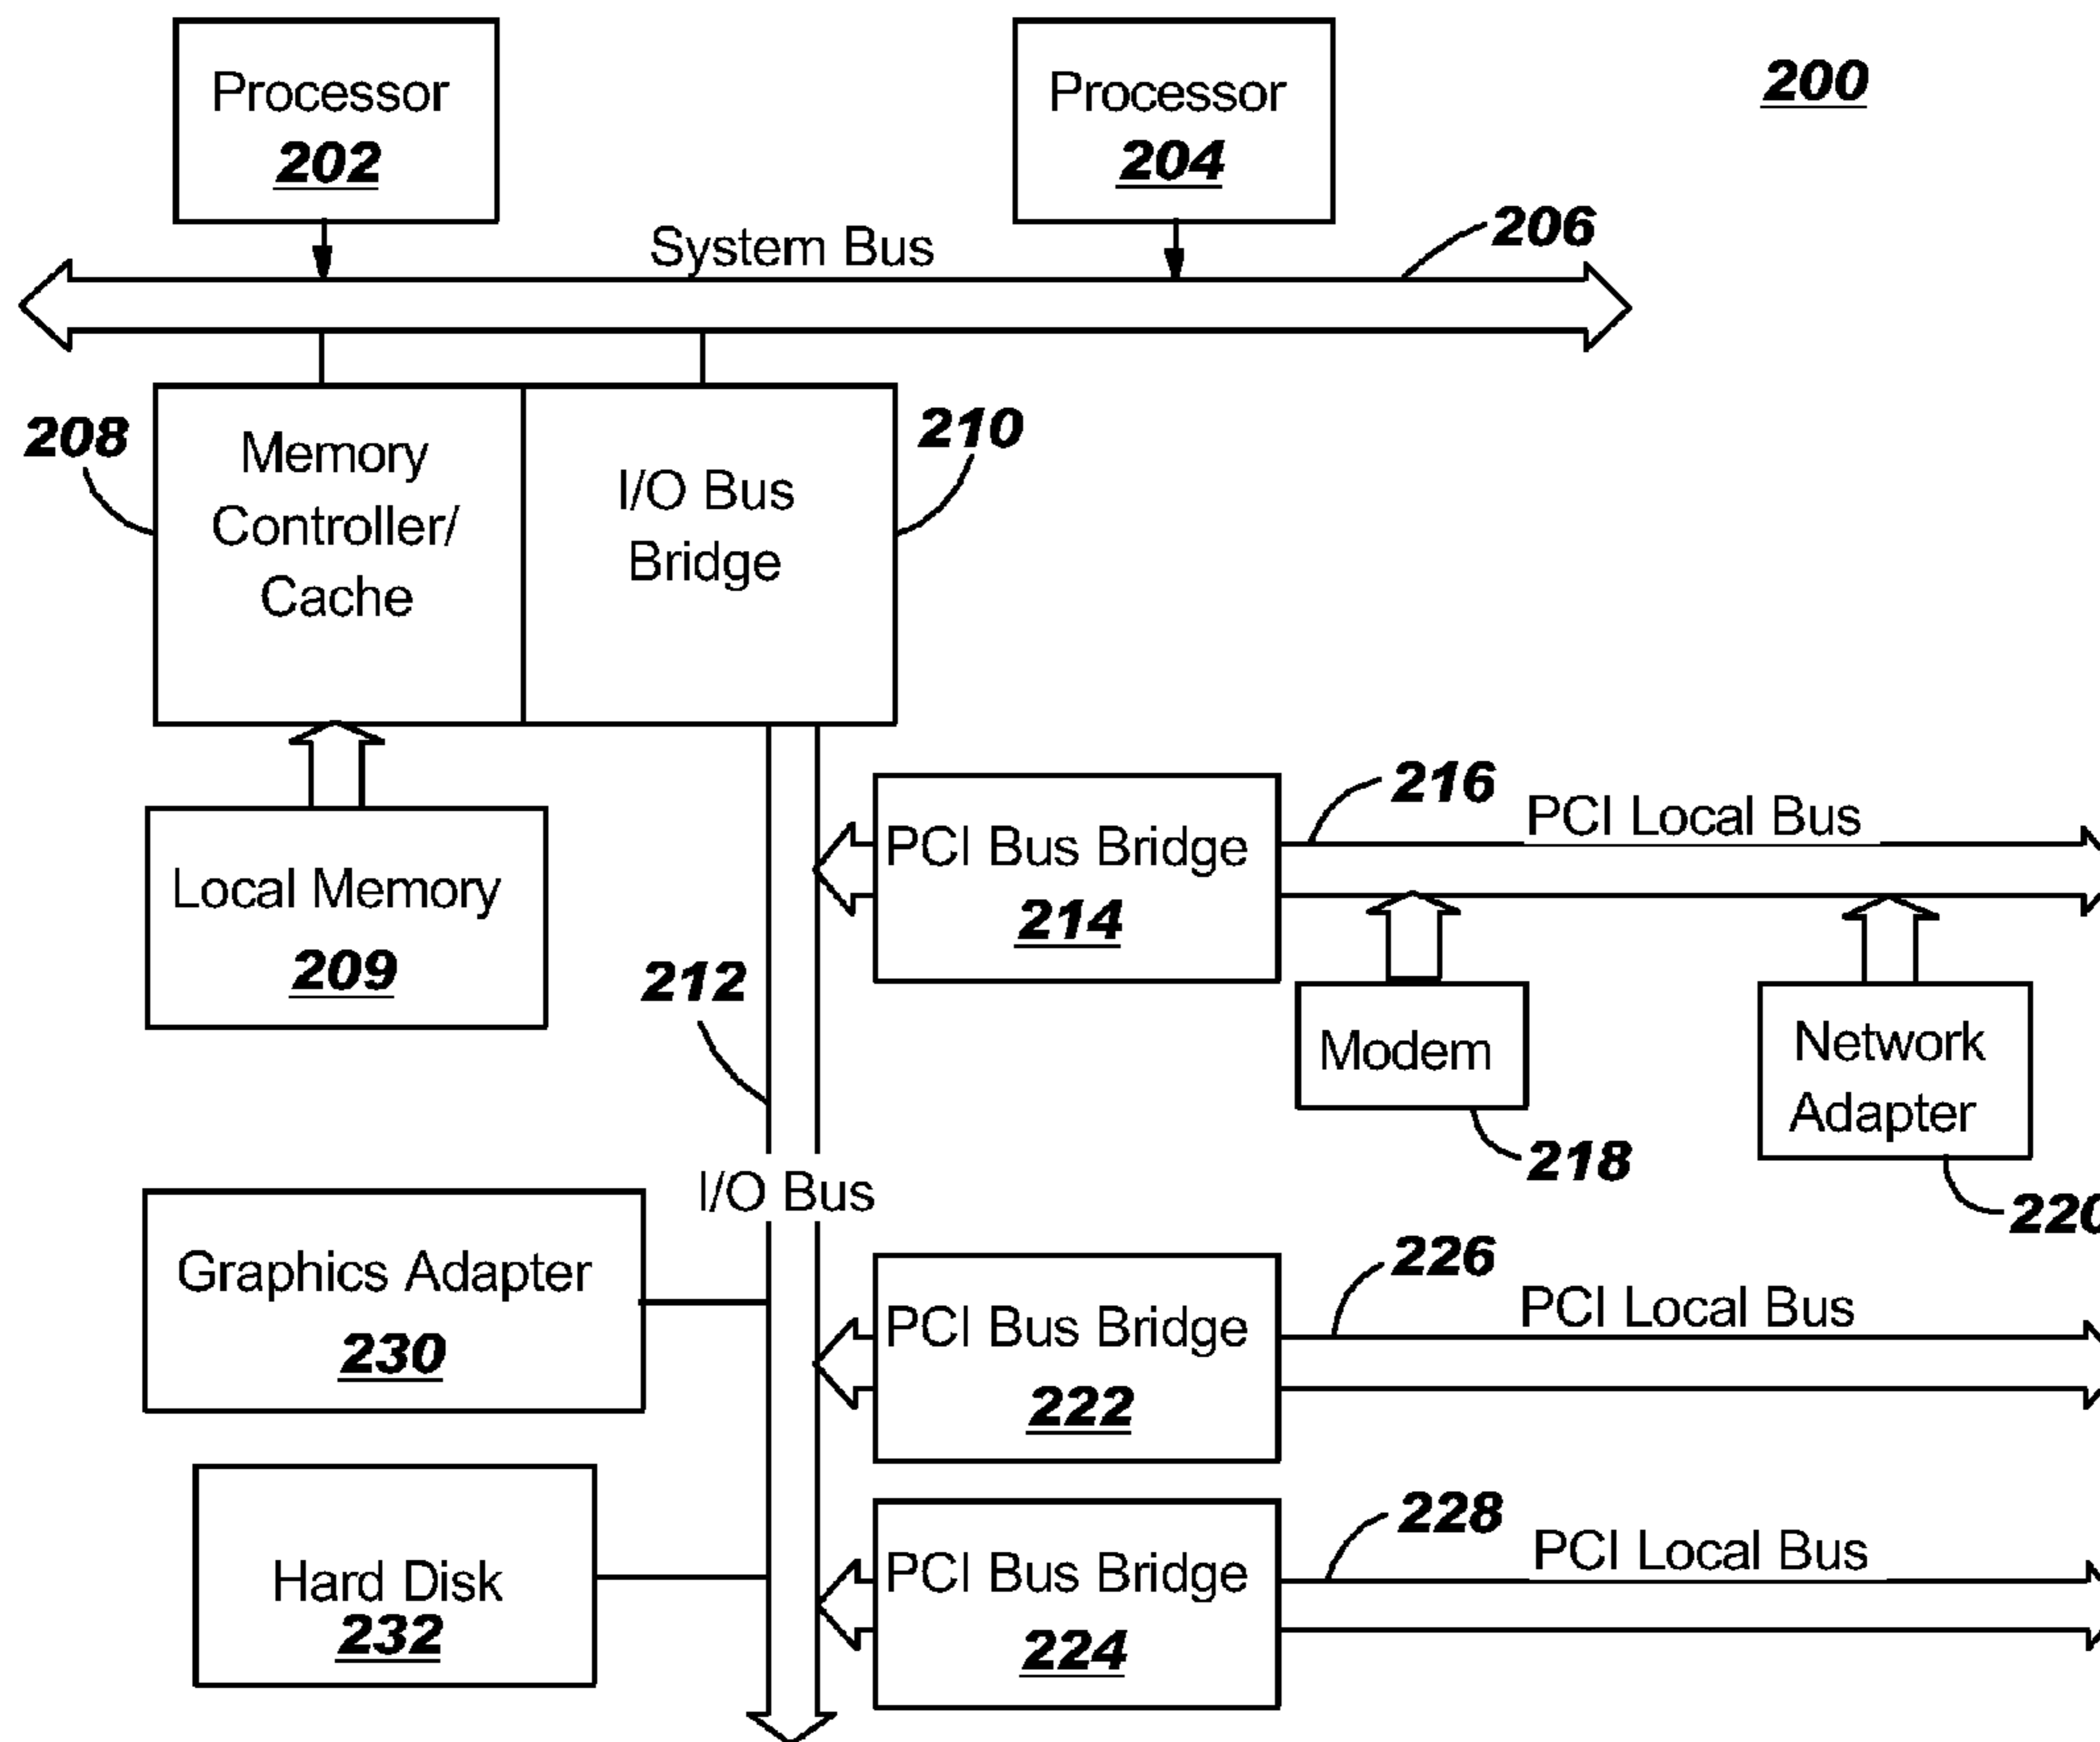 Processor
202
Processor
204
200
System Bus
206
208
Memory
Controller/
Cache
I/O Bus
Bridge
210
Local Memory
209
212
PCI Bus Bridge
214
216
PCI Local Bus
Modem
218
Network
Adapter
220
I/O Bus
Graphics Adapter
230
PCI Bus Bridge
222
226
PCI Local Bus
Hard Disk
232
PCI Bus Bridge
224
228
PCI Local Bus